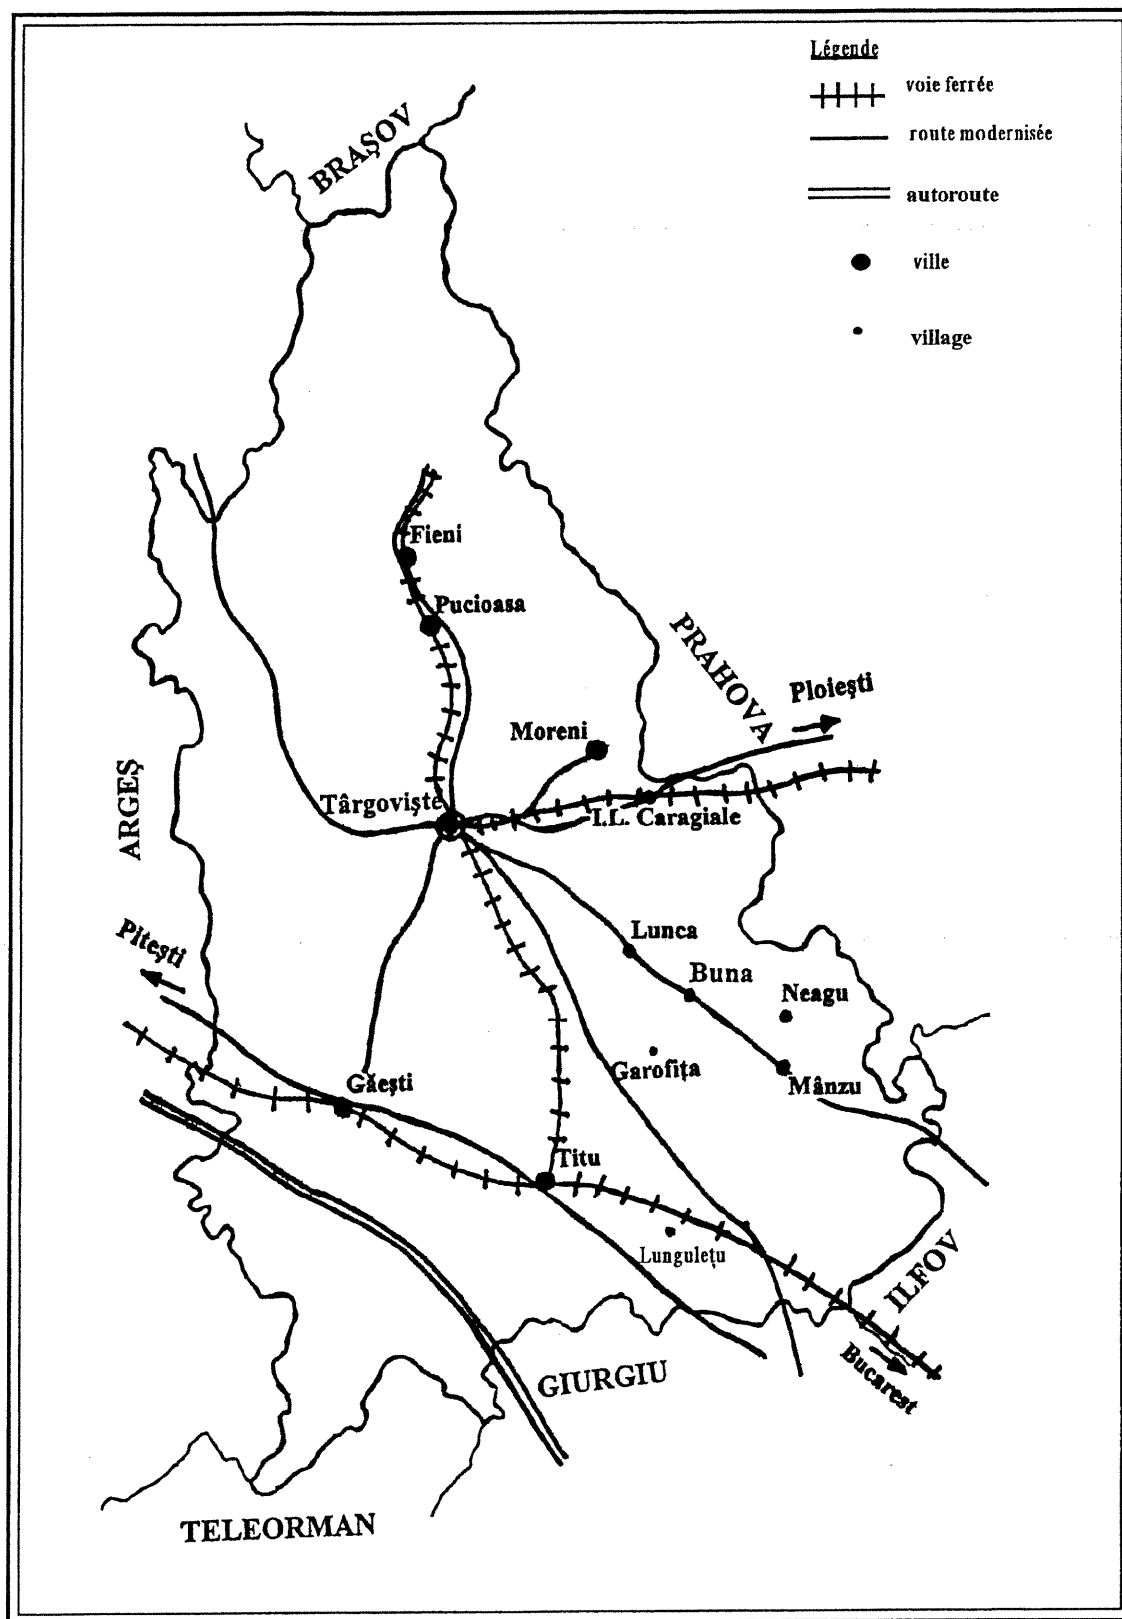 Légende
voie ferrée
route modernisée
autoroute
ville
village
BRAŞOV
Fieni
Pucioasa
PRAHOVA
Ploieşti
Moreni
Târgovişte
I.L. Caragiale
ARGEŞ
Piteşti
Lunca
Buna
Neagu
Garofiţa
Mânzu
Găeşti
Titu
Lunguleţu
ILFOV
Bucarest
GIURGIU
TELEORMAN